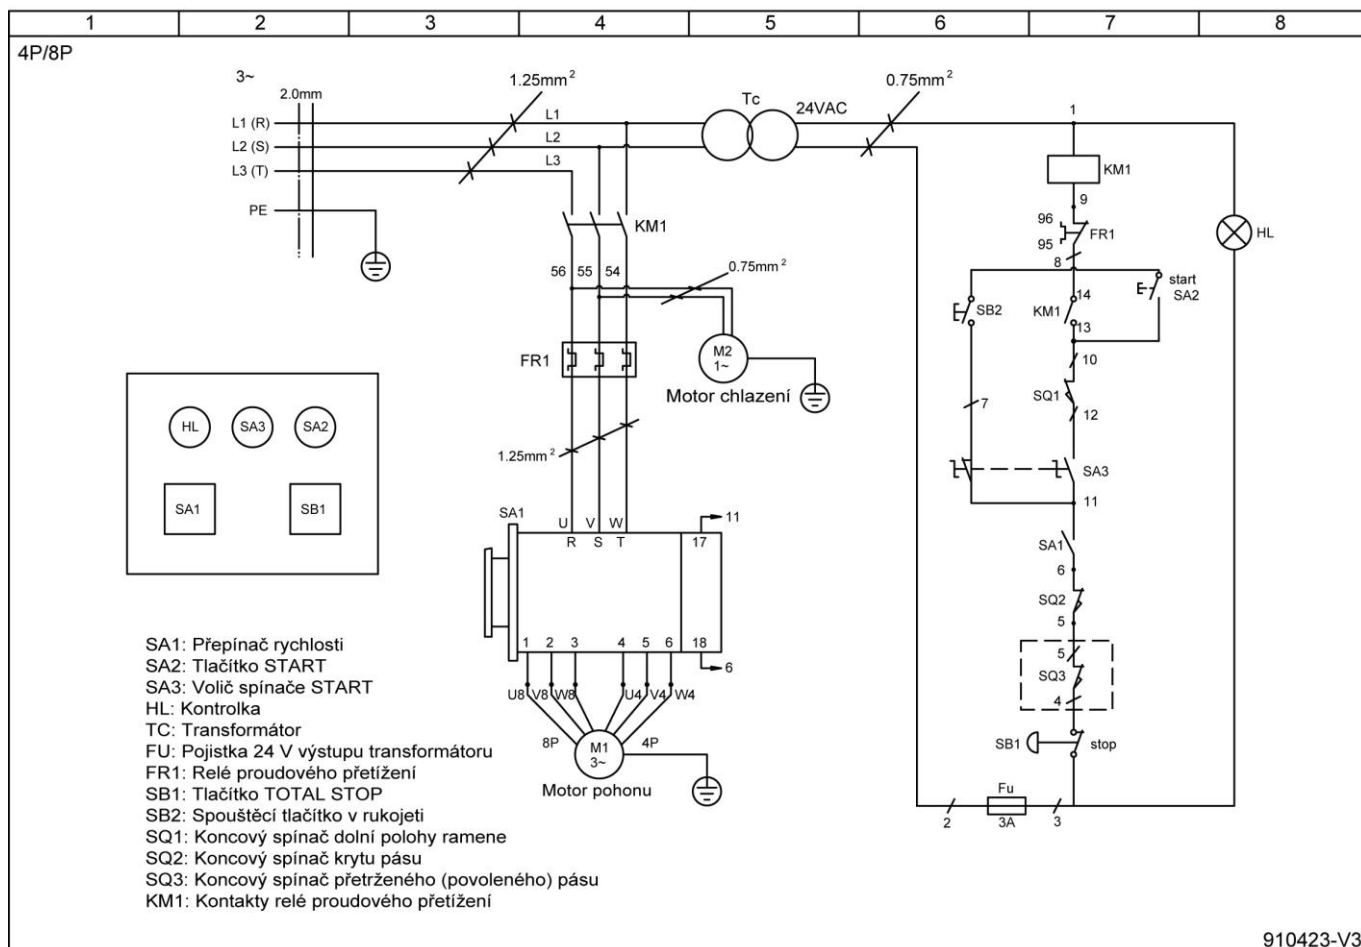 1 2 3 4 5 6 7 8
4P/8P
3~
2.0mm
1.25mm²
L1 (R)
L2 (S)
L3 (T)
PE
L1
L2
L3
Tc
24VAC
0.75mm²
1
KM1
9
96
95
FR1
8
HL
KM1
56 55 54
0.75mm²
FR1
M2
1~
Motor chlazení
SB2
7
14
KM1
13
start
SA2
10
SQ1
12
SA3
11
SA1
6
SQ2
5
5
SQ3
4
SB1
stop
2
Fu
3A
3
HL
SA3
SA2
SA1
SB1
1.25mm²
SA1
U V W
R S T
17
11
1 2 3 4 5 6
18
6
U8 V8 W8 U4 V4 W4
8P
M1
3~
4P
Motor pohonu
SA1: Přepínač rychlosti
SA2: Tlačítko START
SA3: Volič spínače START
HL: Kontrolka
TC: Transformátor
FU: Pojistka 24 V výstupu transformátoru
FR1: Relé proudového přetížení
SB1: Tlačítko TOTAL STOP
SB2: Spouštěcí tlačítko v rukojeti
SQ1: Koncový spínač dolní polohy ramene
SQ2: Koncový spínač krytu pásu
SQ3: Koncový spínač přetrženého (povoleného) pásu
KM1: Kontakty relé proudového přetížení
910423-V3